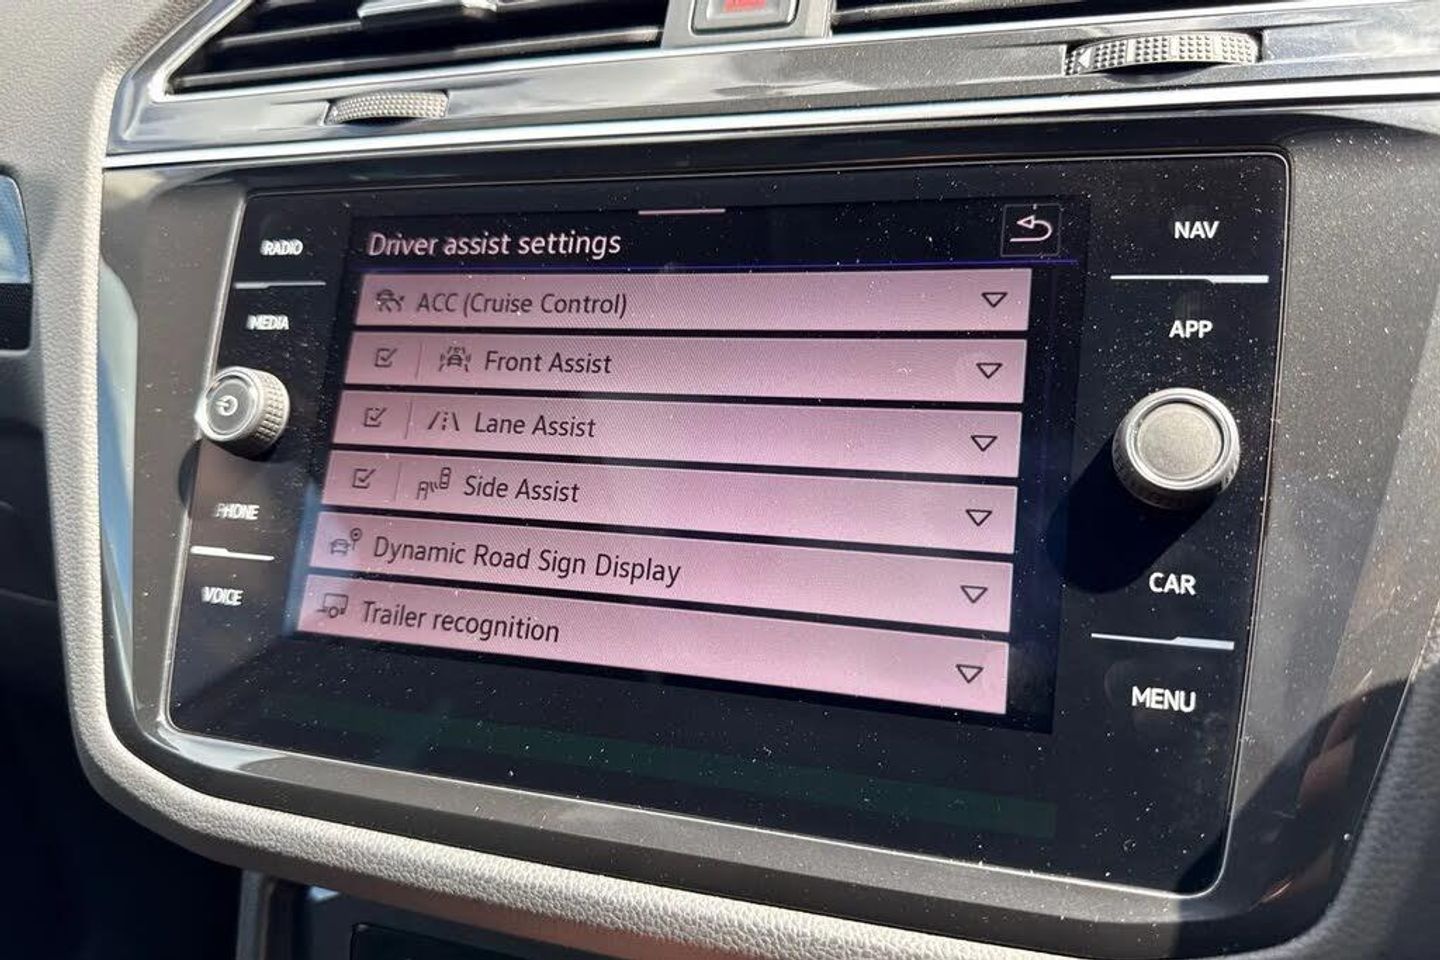 RADIO
MEDIA
PHONE
VOICE
Driver assist settings
ACC (Cruise Control)
Front Assist
Lane Assist
Side Assist
Dynamic Road Sign Display
Trailer recognition
NAV
APP
CAR
MENU